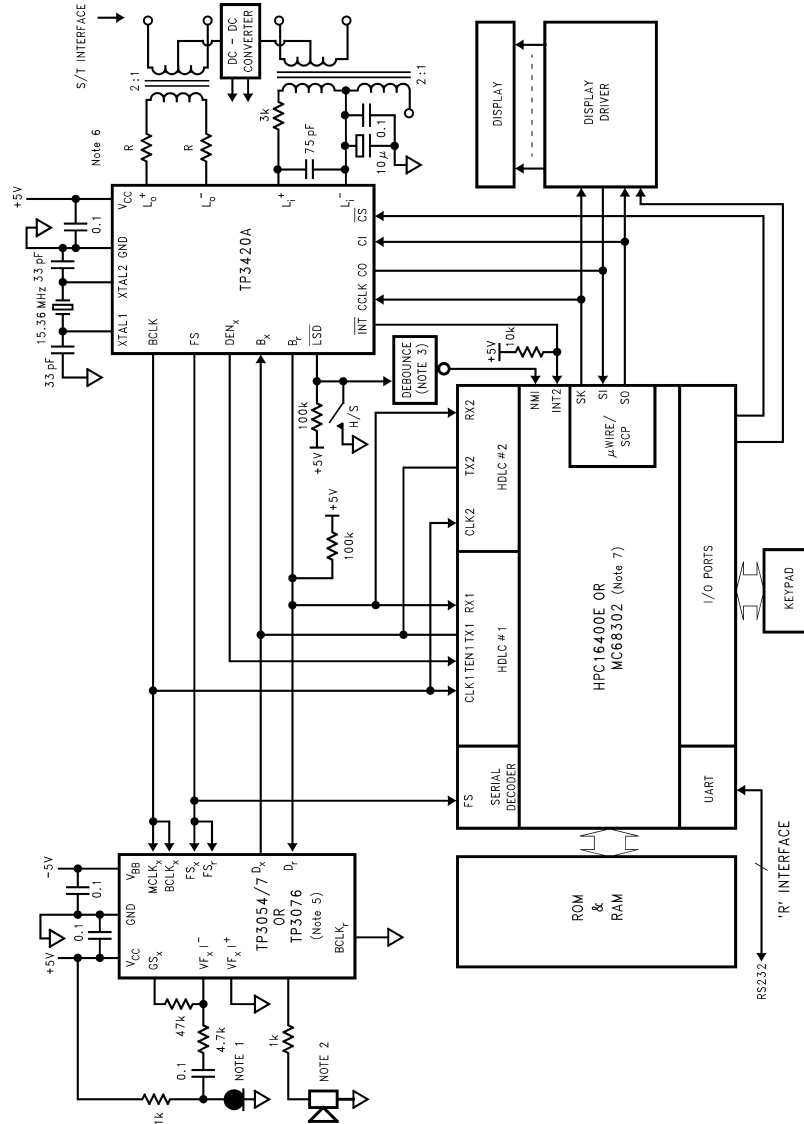 S/T INTERFACE
DC - DC
CONVERTER
2:1
2:1
Note 6
R
R
3k
75 pF
10 µ
0.1
DISPLAY
DISPLAY
DRIVER
+5V
0.1
33 pF
15.36 MHz
33 pF
VCC
GND
XTAL2
XTAL1
Lo+
Lo-
Li+
Li-
TP3420A
BCLK
FS
DENx
Bx
Br
LSD
CS
CI
CO
CCLK
INT
100k
+5V
H/S
DEBOUNCE
(NOTE 3)
+5V
10k
+5V
100k
NMI
INT2
SK
SI
SO
µWIRE/
SCP
RX2
TX2
CLK2
HDLC #2
RX1
TX1
TEN1
CLK1
HDLC #1
FS
SERIAL
DECODER
HPC16400E OR
MC68302 (Note 7)
I/O PORTS
UART
KEYPAD
ROM
&
RAM
'R' INTERFACE
RS232
-5V
0.1
0.1
+5V
VBB
GND
VCC
MCLKx
BCLKx
FSx
FSr
Dx
Dr
TP3054/7
OR
TP3076
(Note 5)
BCLKr
GSx
VFxI-
VFxI+
47k
4.7k
0.1
1k
NOTE 1
1k
NOTE 2